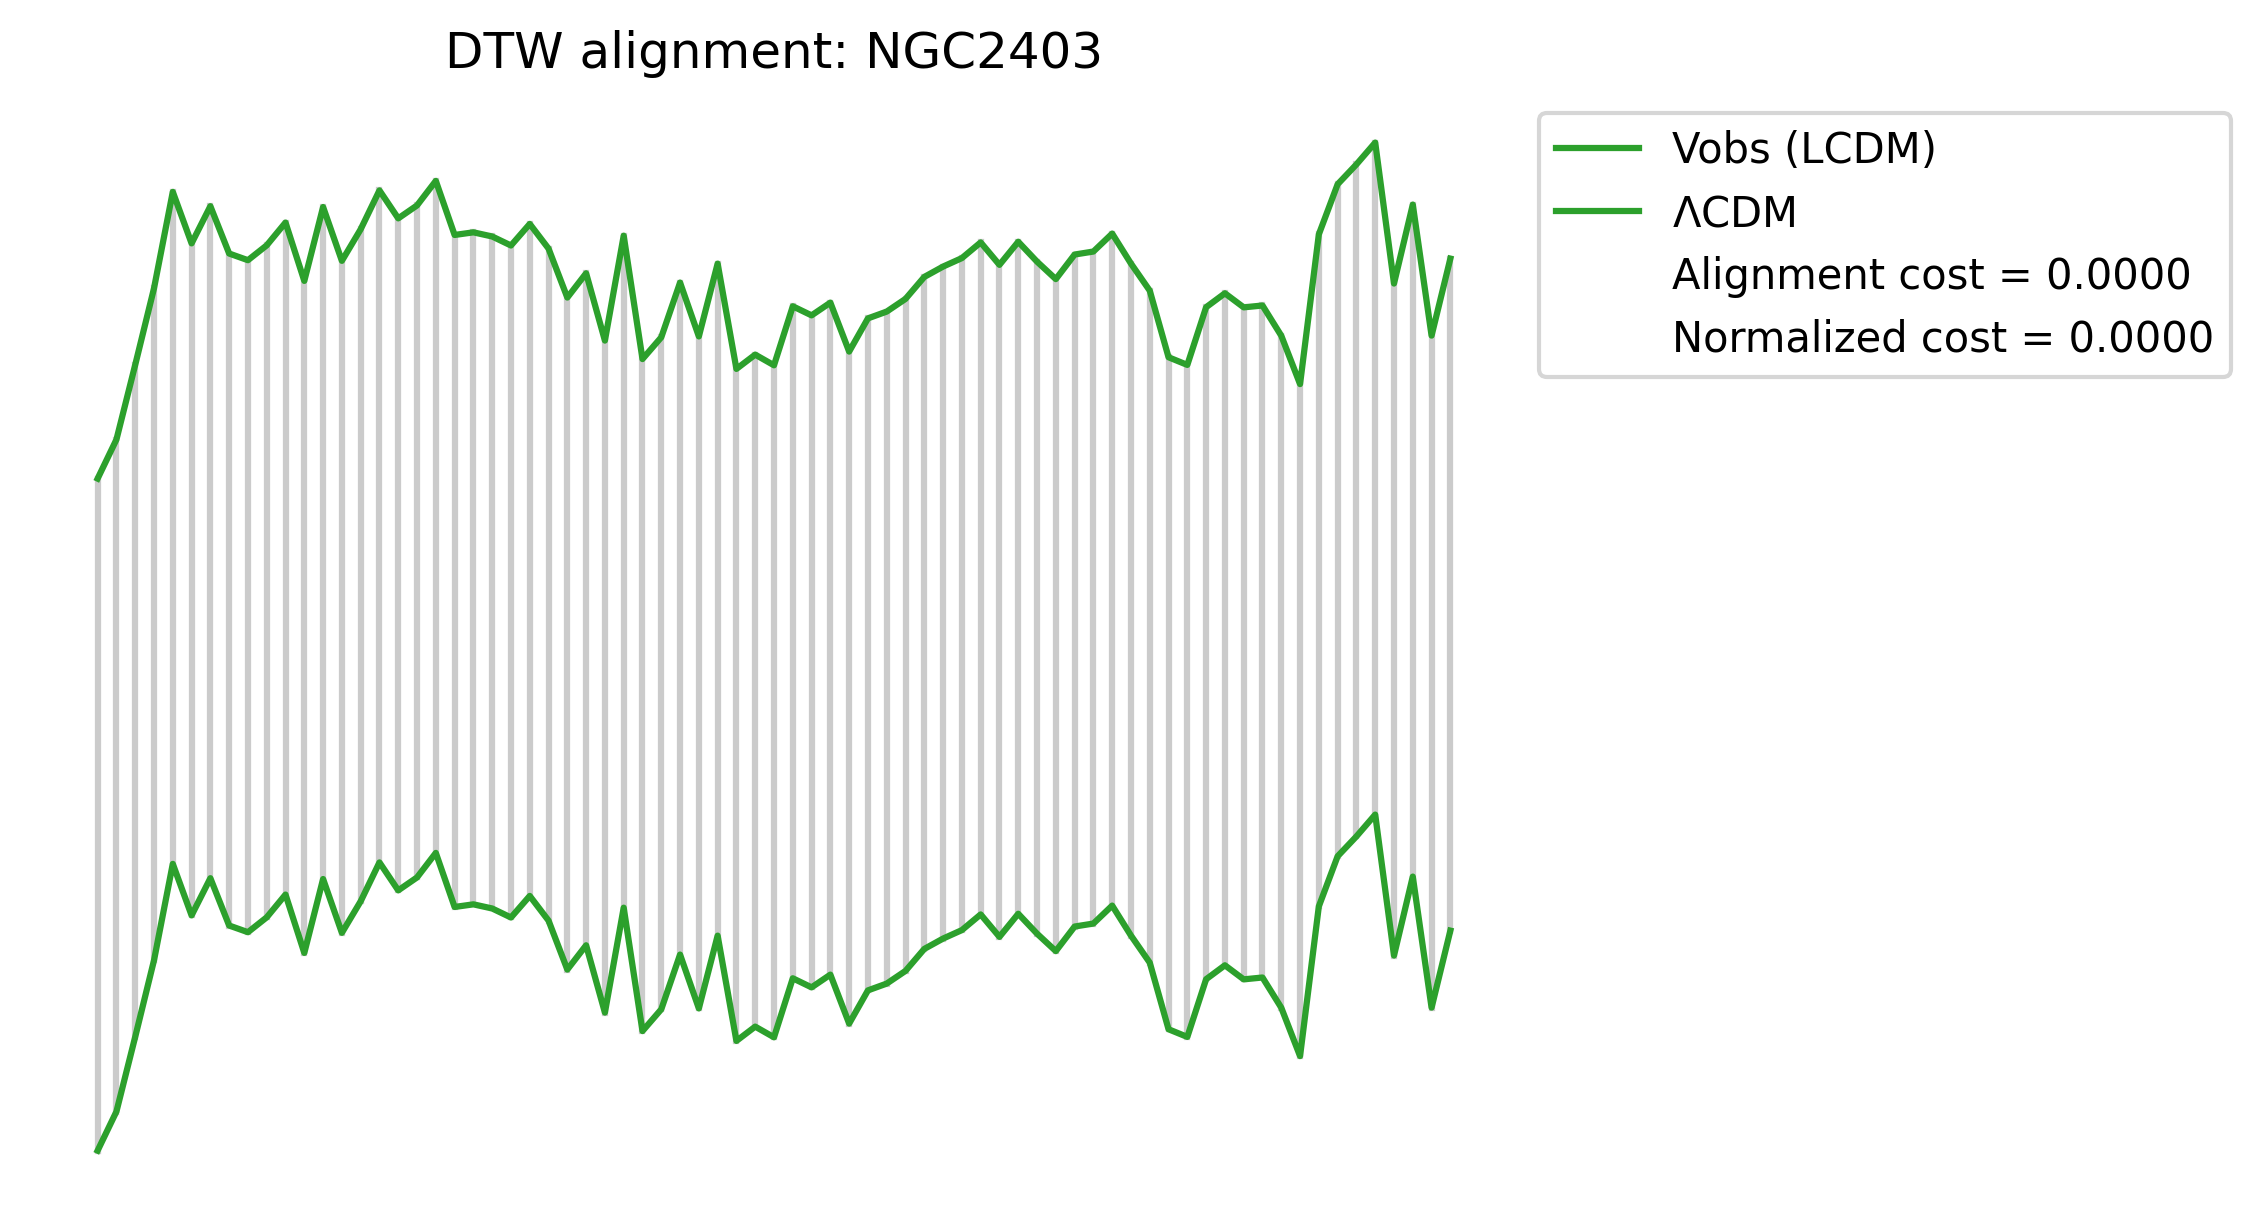 DTW alignment: NGC2403
Vobs (LCDM)
ΛCDM
Alignment cost = 0.0000
Normalized cost = 0.0000